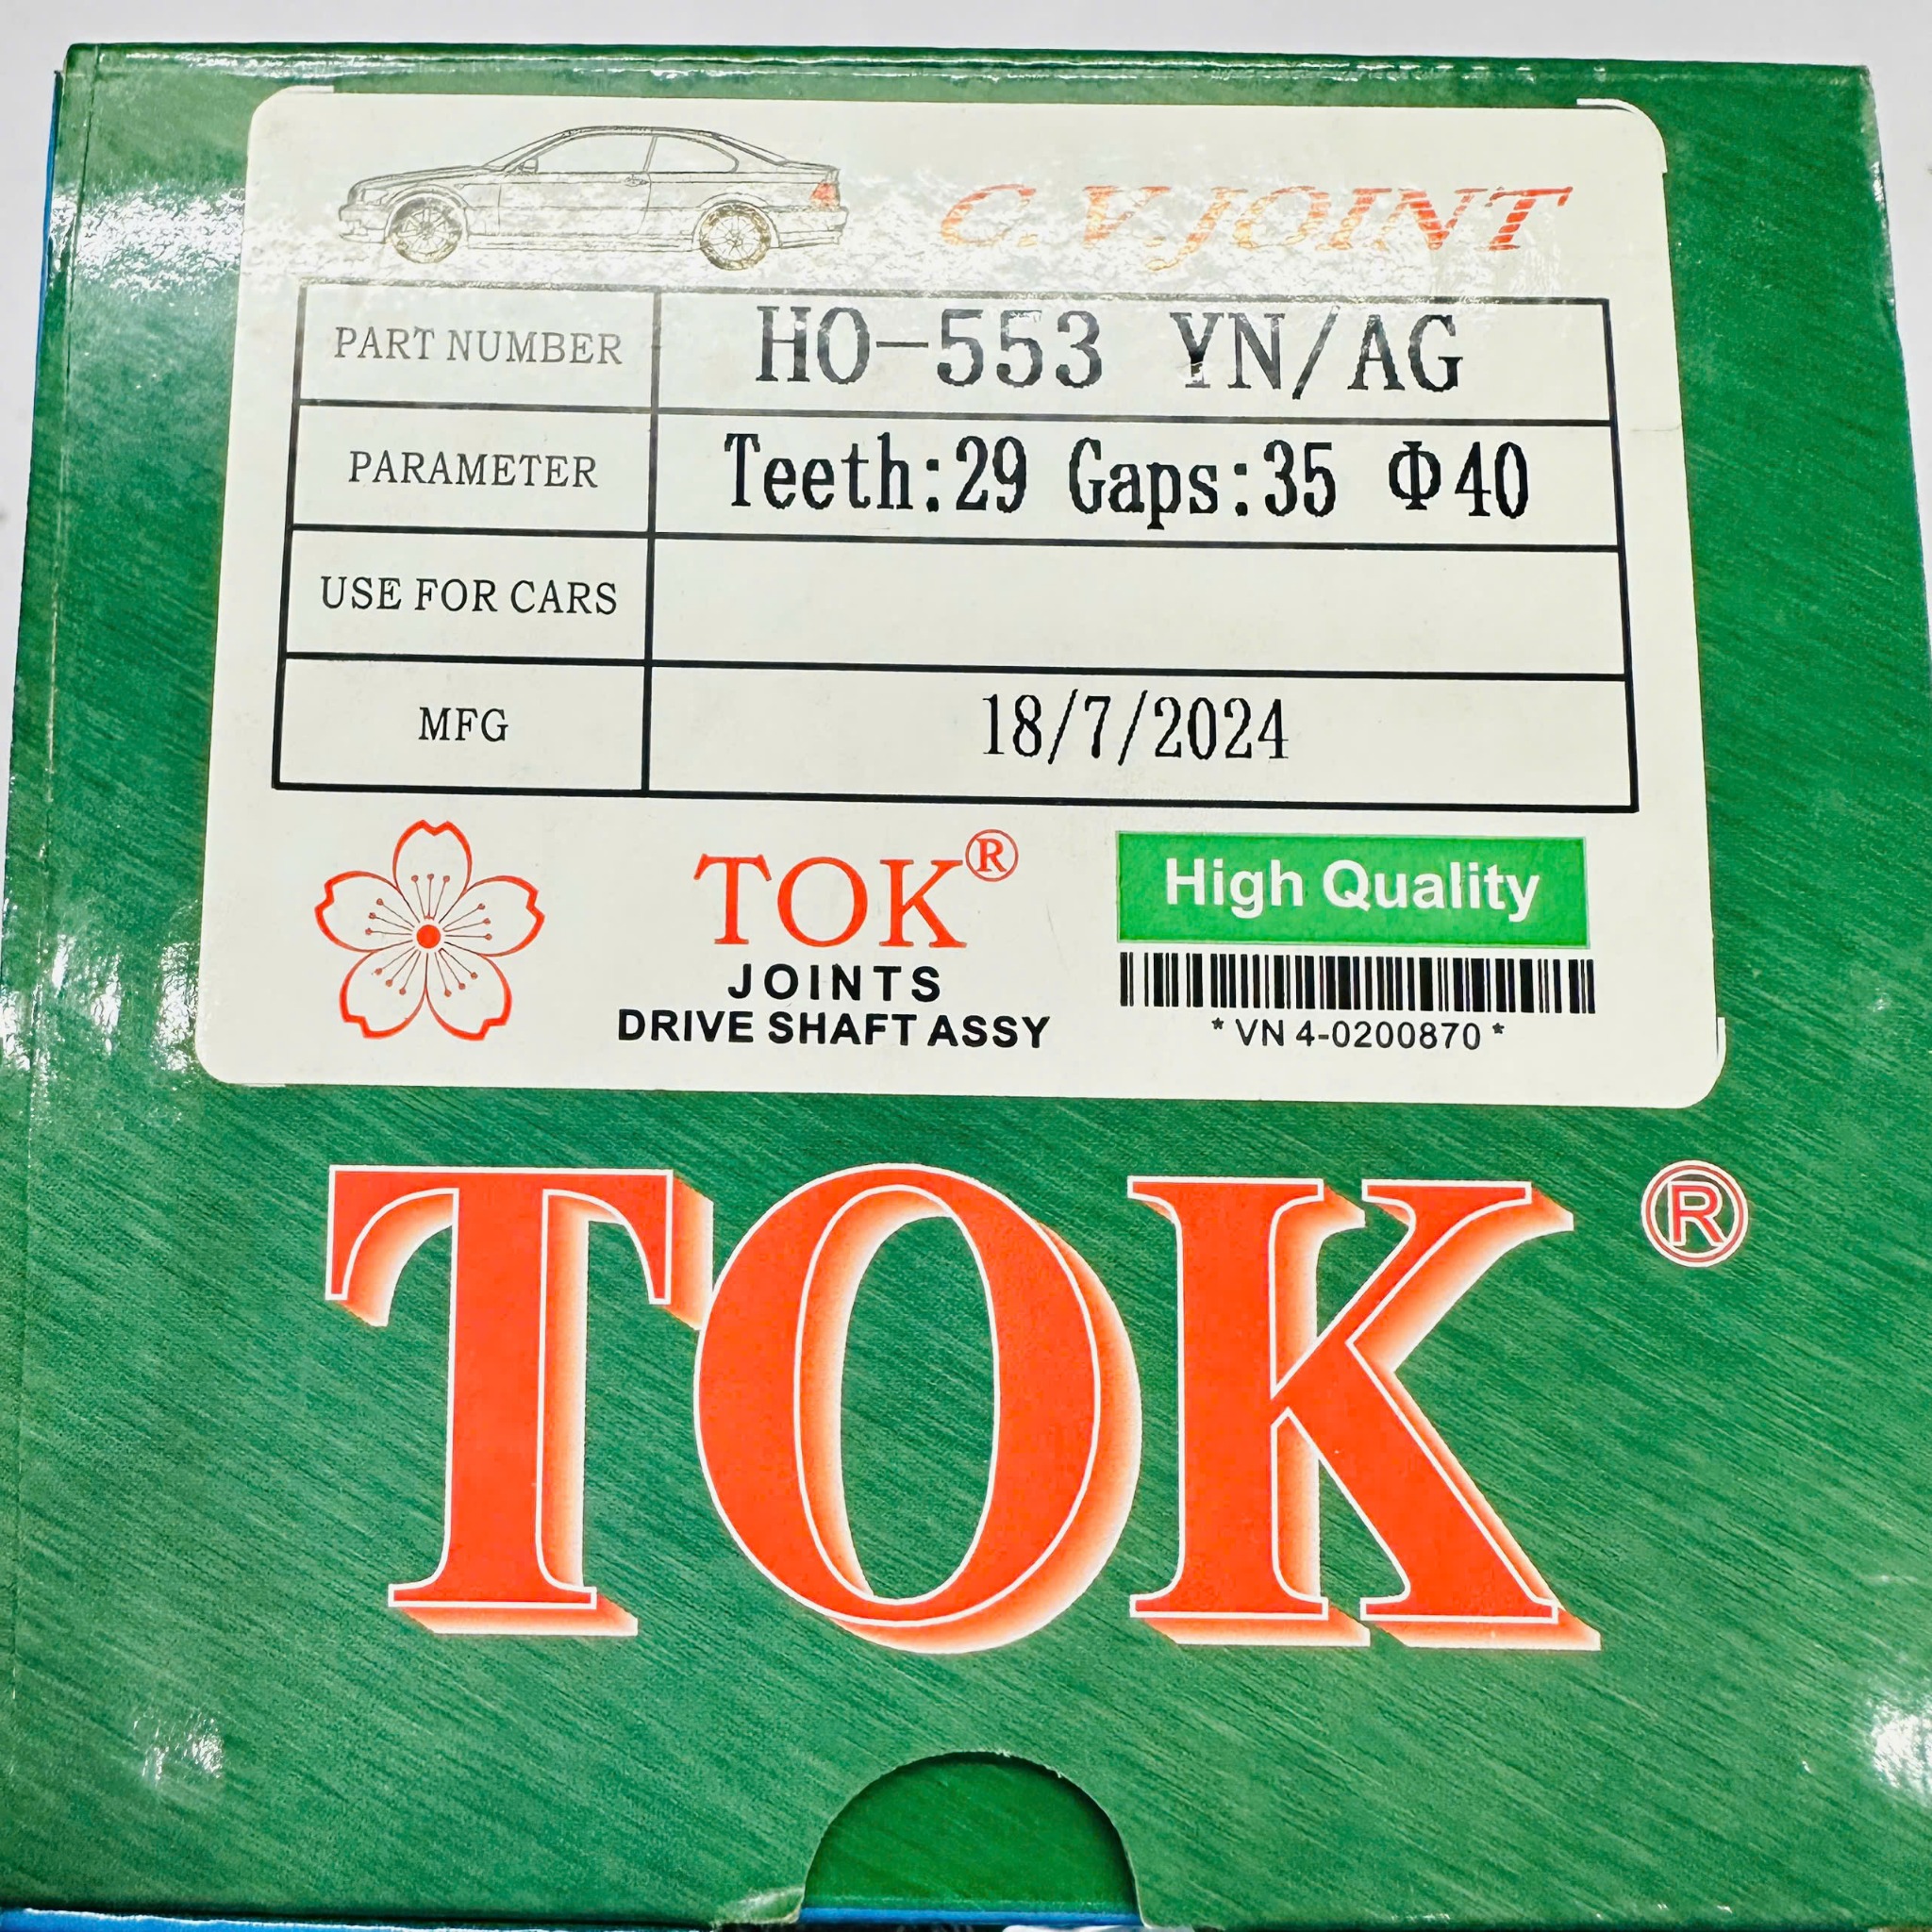 C.V.JOINT
PART NUMBER HO-553 YN/AG
PARAMETER Teeth:29 Gaps:35 Φ40
USE FOR CARS
MFG 18/7/2024
TOK®
JOINTS
DRIVE SHAFT ASSY
High Quality
* VN 4-0200870 *
TOK®